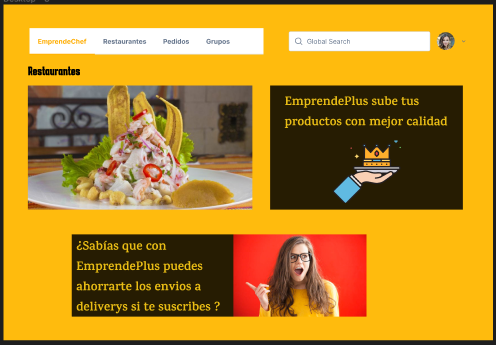 EmprendeChef Restaurantes Pedidos Grupos Global Search
Restaurantes
EmprendePlus sube tus
productos con mejor calidad
¿Sabías que con
EmprendePlus puedes
ahorrarte los envios a
deliverys si te suscribes ?